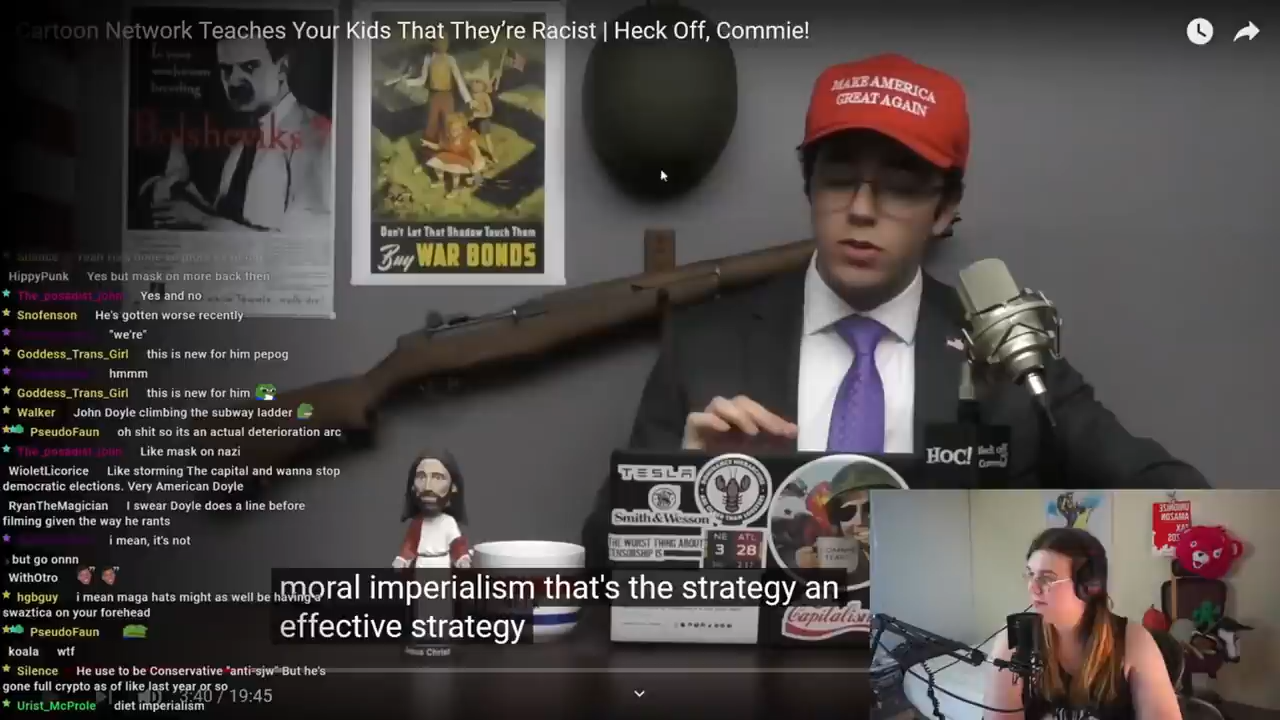 Cartoon Network Teaches Your Kids That They're Racist | Heck Off, Commie!
MAKE AMERICA
GREAT AGAIN
Bolsheviks?
Don't Let That Shadow Touch Them
Buy WAR BONDS
HippyPunk Yes but mask on more back then
The_posadist_john Yes and no
Snofenson He's gotten worse recently
"we're"
Goddess_Trans_Girl this is new for him pepog
hmmm
Goddess_Trans_Girl this is new for him
Walker John Doyle climbing the subway ladder
PseudoFaun oh shit so its an actual deterioration arc
The_posadist_john Like mask on nazi
WioletLicorice Like storming The capital and wanna stop
democratic elections. Very American Doyle
RyanTheMagician I swear Doyle does a line before
filming given the way he rants
i mean, it's not
but go onnn
WithOtro
hgbguy i mean maga hats might as well be having a
swaztica on your forehead
PseudoFaun
koala wtf
Silence He use to be Conservative "anti-sjw" But he's
gone full crypto as of like last year or so
Urist_McProle diet imperialism
moral imperialism that's the strategy an
effective strategy
3:40 / 19:45
Jesus Christ
TESLA
Smith&Wesson
THE WORST THING ABOUT
CENSORSHIP IS
NE ATL
3 28
HOC!
Heck off
Commie!
Capitalism